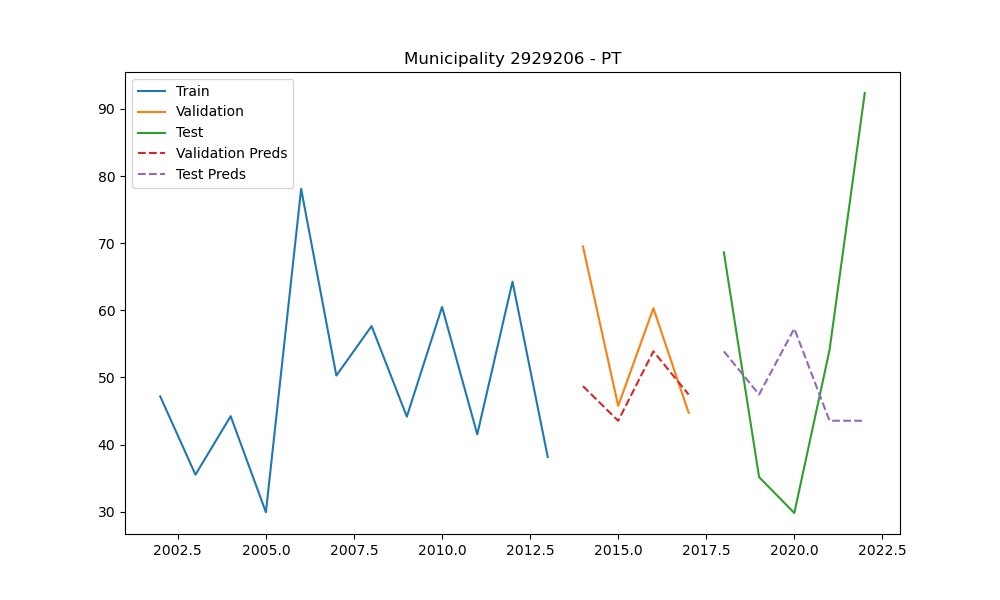 Municipality 2929206 - PT
Train
Validation
Test
Validation Preds
Test Preds
90
80
70
60
50
40
30
2002.5 2005.0 2007.5 2010.0 2012.5 2015.0 2017.5 2020.0 2022.5